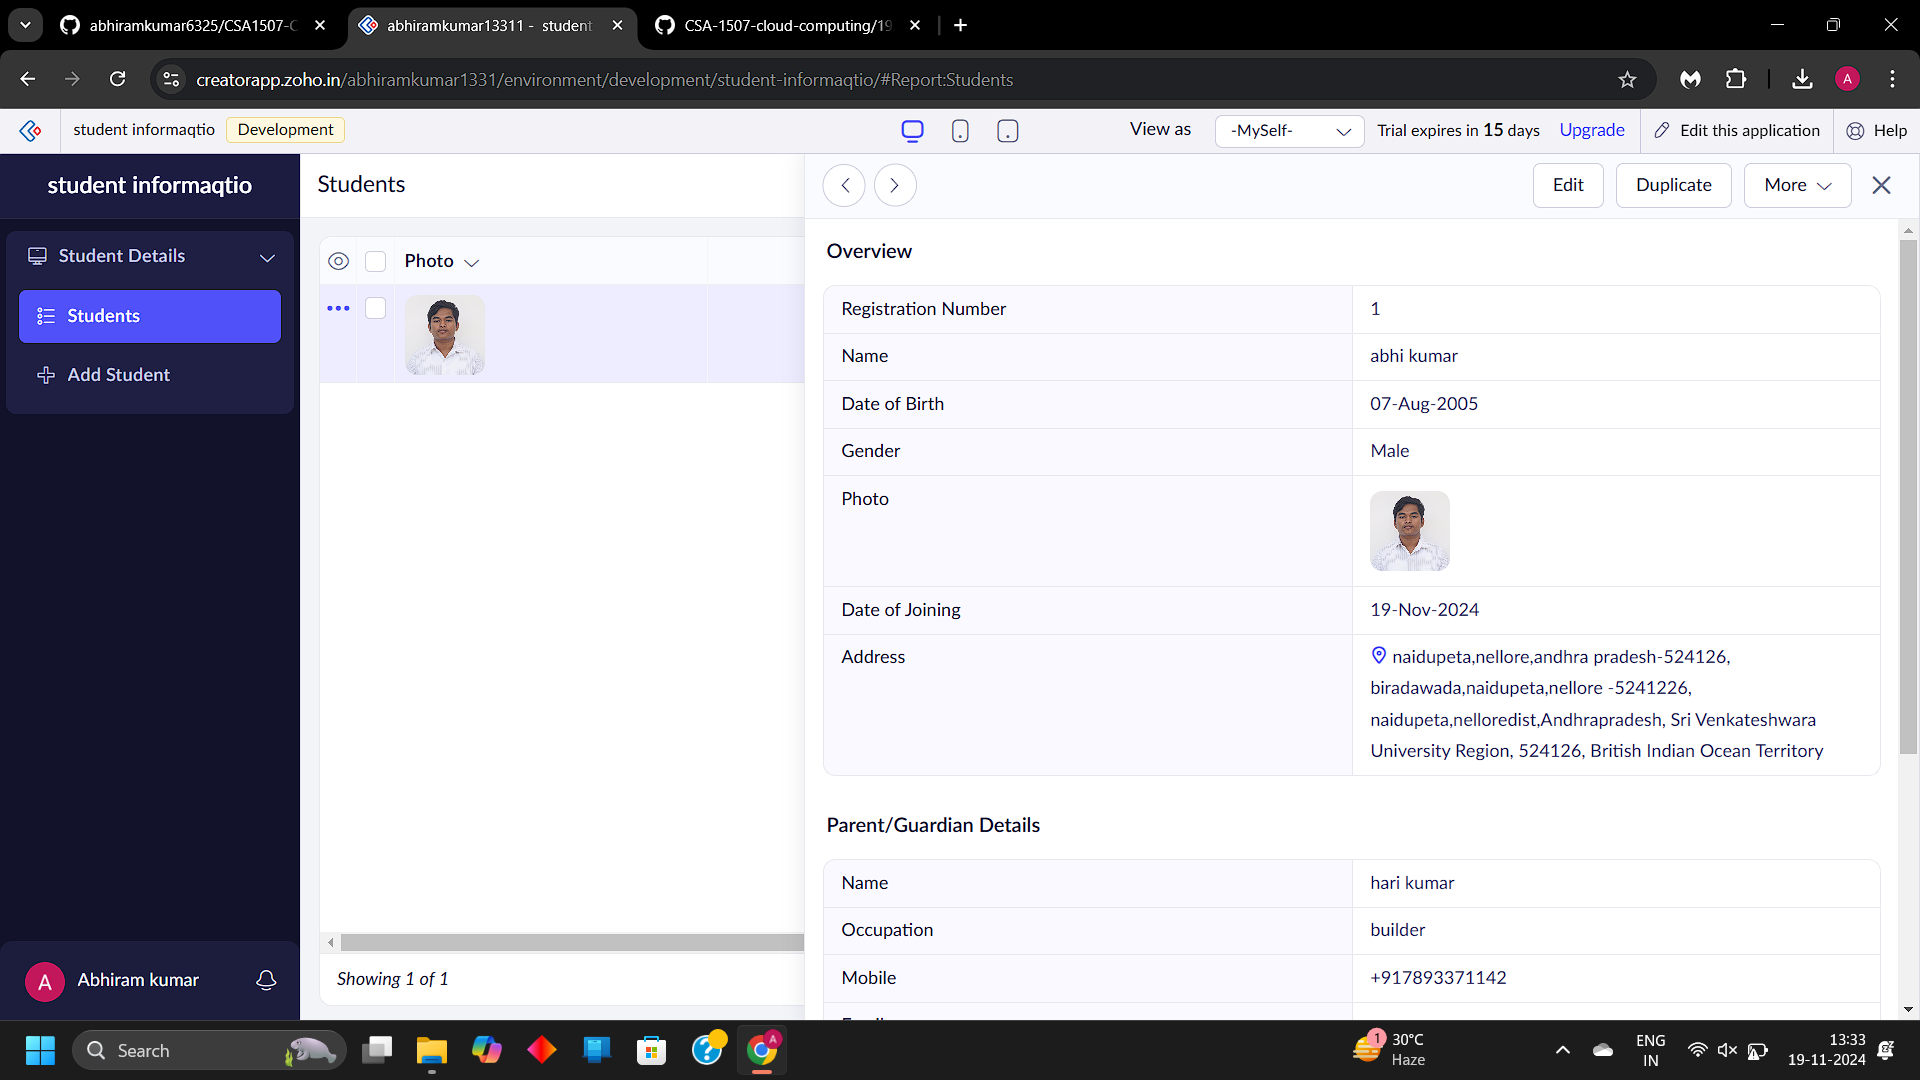 abhiramkumar6325/CSA1507-C
abhiramkumar13311 - student
CSA-1507-cloud-computing/19
creatorapp.zoho.in/abhiramkumar1331/environment/development/student-informaqtio/#Report:Students
A
student informaqtio
Development
View as
-MySelf-
Trial expires in 15 days
Upgrade
Edit this application
Help
student informaqtio
Student Details
Students
Add Student
Abhiram kumar
A
Students
Photo
Showing 1 of 1
Edit
Duplicate
More
Overview
Registration Number 1
Name abhi kumar
Date of Birth 07-Aug-2005
Gender Male
Photo
Date of Joining 19-Nov-2024
Address naidupeta,nellore,andhra pradesh-524126,
biradawada,naidupeta,nellore -5241226,
naidupeta,nelloredist,Andhrapradesh, Sri Venkateshwara
University Region, 524126, British Indian Ocean Territory
Parent/Guardian Details
Name hari kumar
Occupation builder
Mobile +917893371142
Search
A
1
30°C
Haze
ENG
IN
13:33
19-11-2024